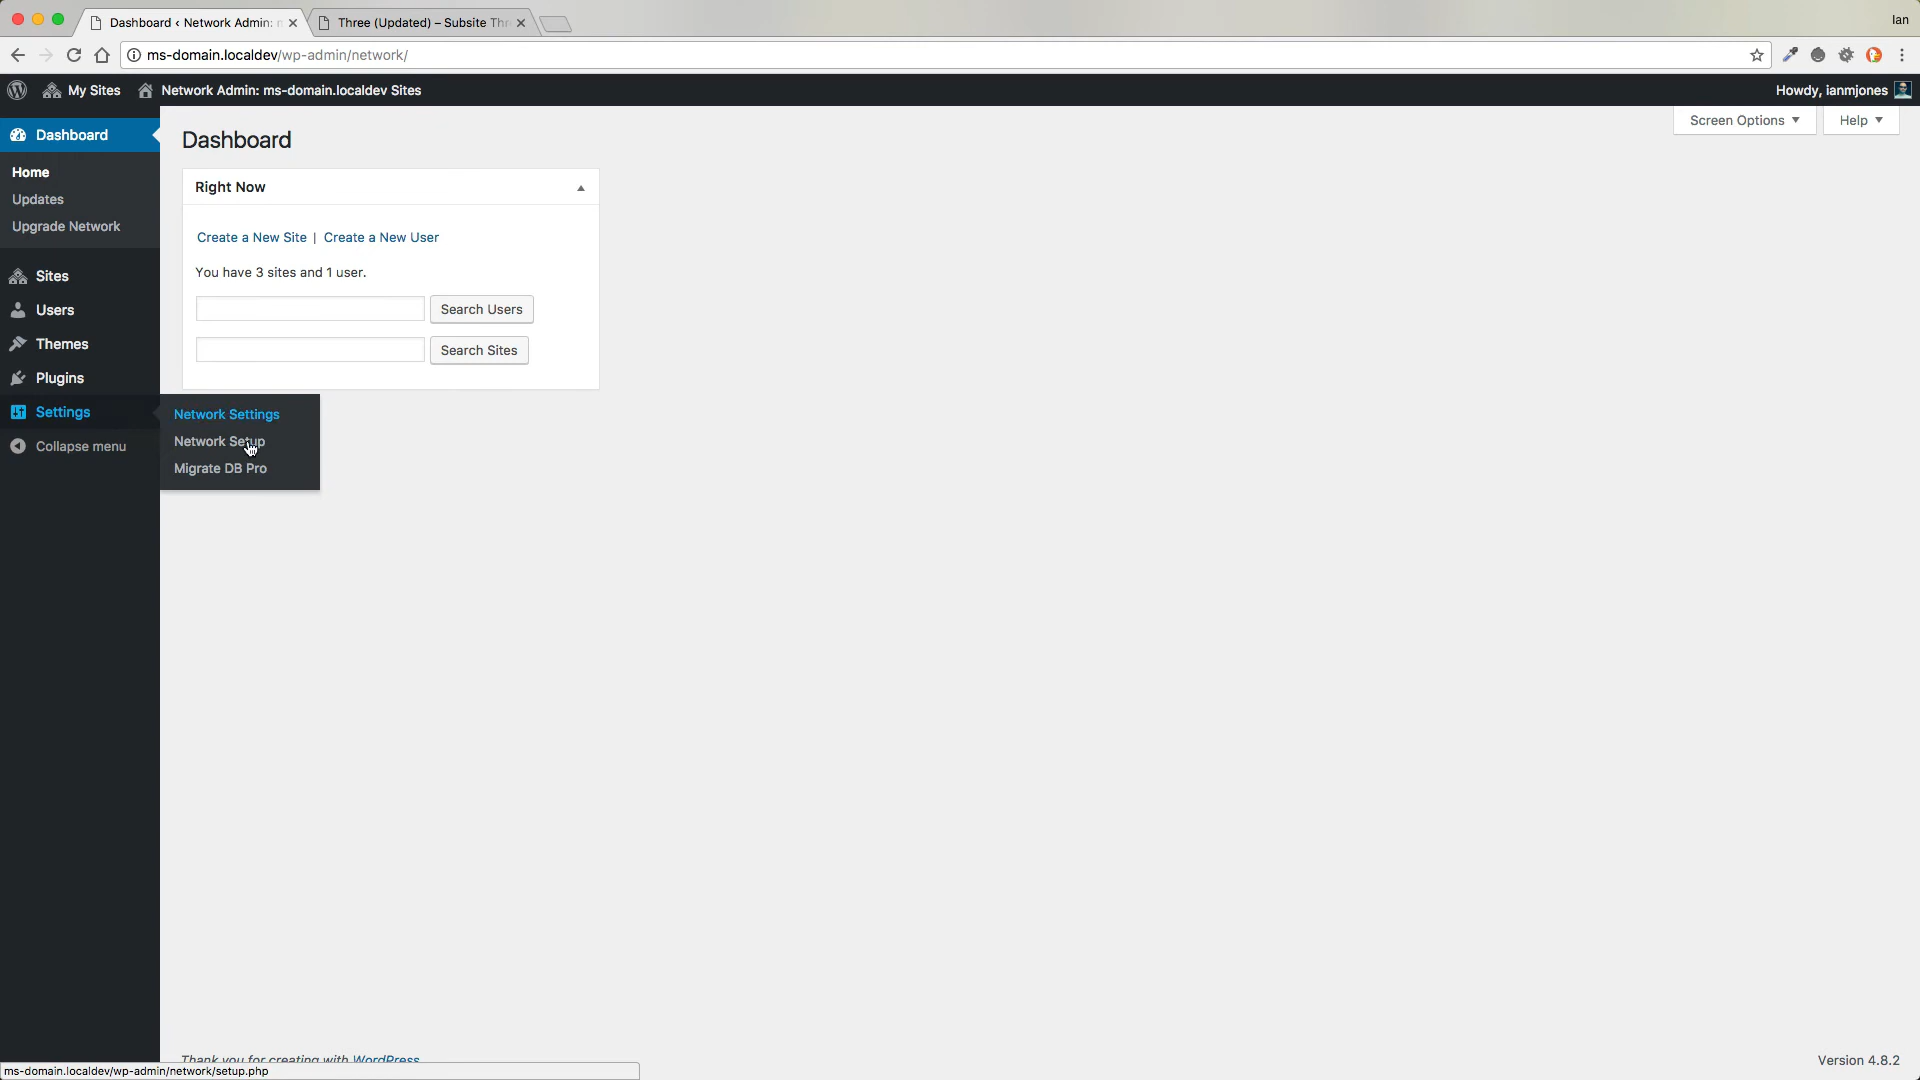 Dashboard ‹ Network Admin:
Three (Updated) – Subsite Thr
Ian
ms-domain.localdev/wp-admin/network/
My Sites
Network Admin: ms-domain.localdev Sites
Howdy, ianmjones
Dashboard
Home
Updates
Upgrade Network
Sites
Users
Themes
Plugins
Settings
Collapse menu
Network Settings
Network Setup
Migrate DB Pro
Screen Options
Help
Dashboard
Right Now
Create a New Site | Create a New User
You have 3 sites and 1 user.
Search Users
Search Sites
Thank you for creating with WordPress
Version 4.8.2
ms-domain.localdev/wp-admin/network/setup.php